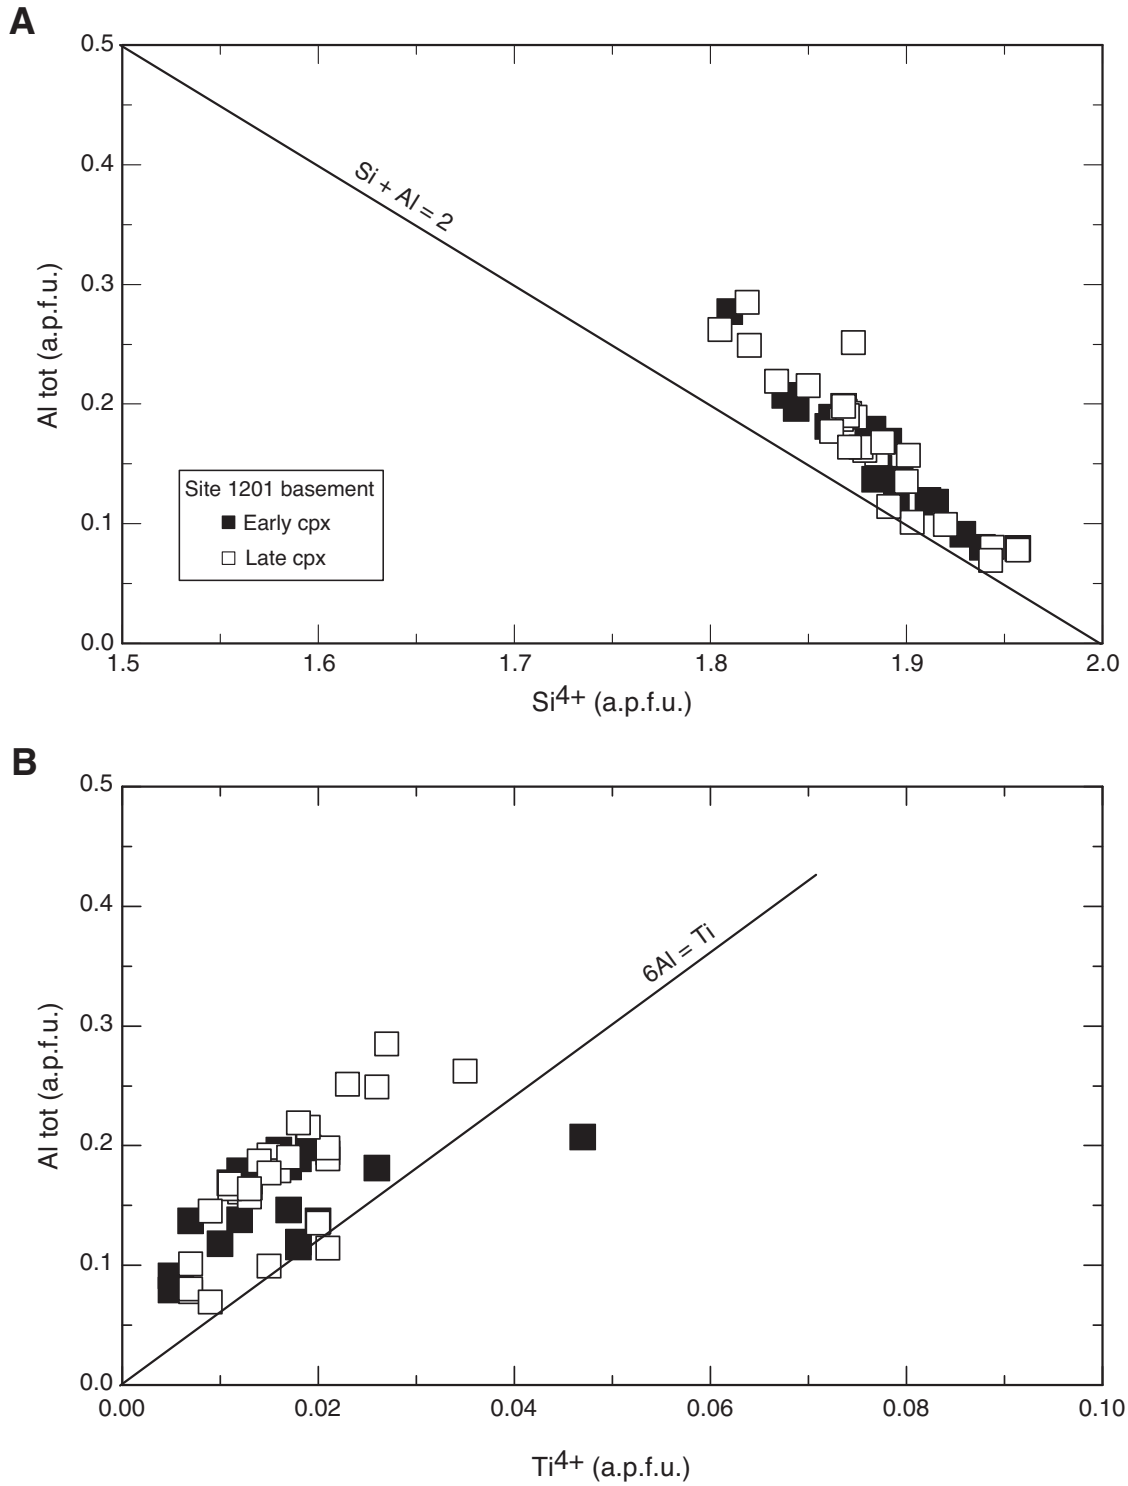 A
0.5
0.4
0.3
0.2
0.1
0.0
Al tot (a.p.f.u.)
Si + Al = 2
Site 1201 basement
Early cpx
Late cpx
1.5 1.6 1.7 1.8 1.9 2.0
Si4+ (a.p.f.u.)
B
0.5
0.4
0.3
0.2
0.1
0.0
Al tot (a.p.f.u.)
6Al = Ti
0.00 0.02 0.04 0.06 0.08 0.10
Ti4+ (a.p.f.u.)